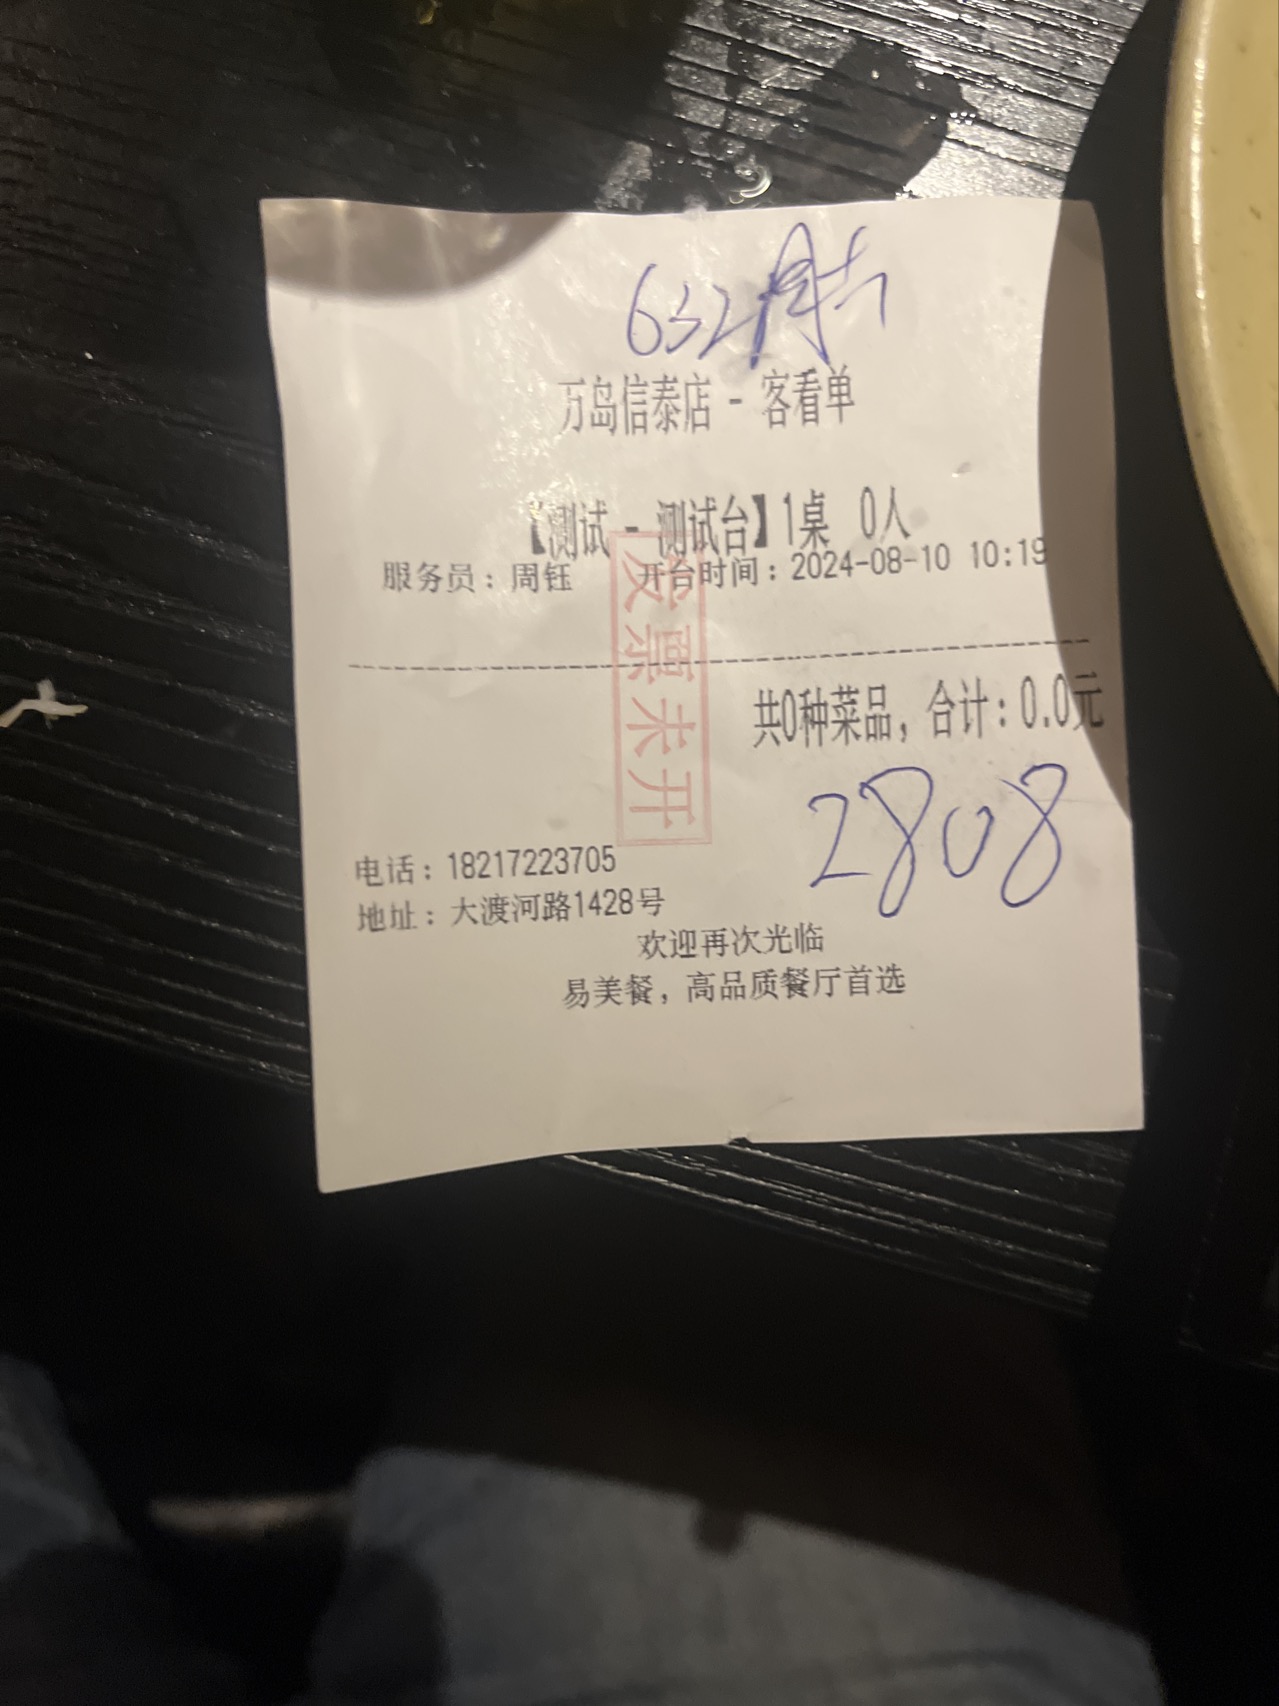 632
万岛信泰店 - 客看单
【测试 - 测试台】1桌 0人
服务员：周钰 开台时间：2024-08-10 10:19
发票未开
共0种菜品，合计：0.0元
2808
电话：18217223705
地址：大渡河路1428号
欢迎再次光临
易美餐，高品质餐厅首选